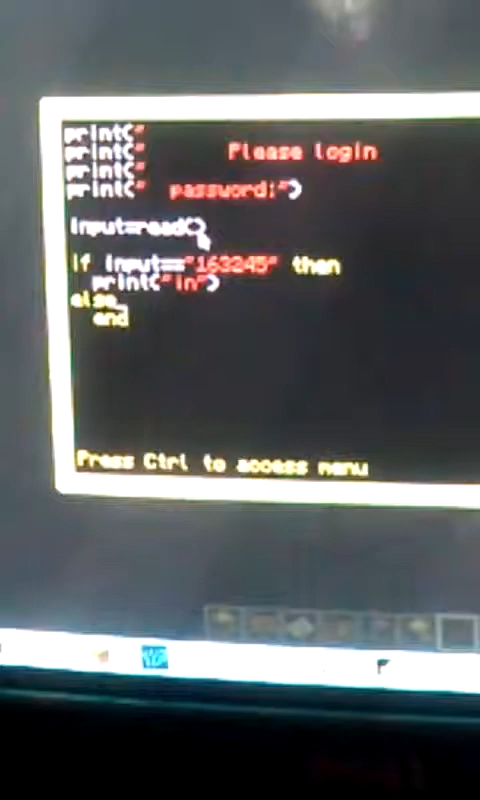 print("
print("        Please login
print("
print("  password:")
input=read()
if input=="163245" then
  print("in")
else
  end
Press Ctrl to access menu